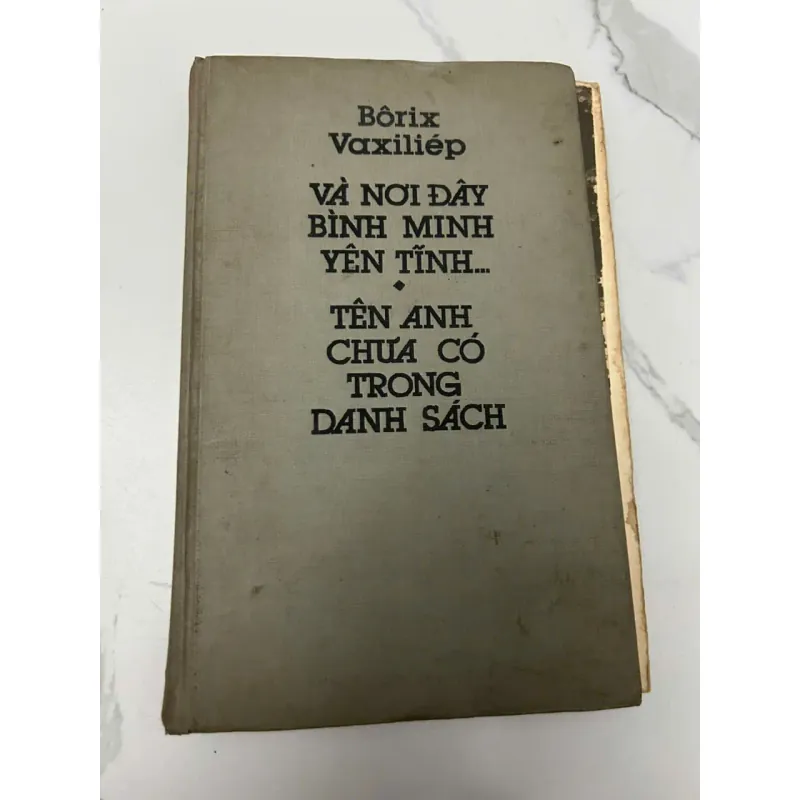 Bôrix
Vaxiliép
VÀ NƠI ĐÂY
BÌNH MINH
YÊN TĨNH...
TÊN ANH
CHƯA CÓ
TRONG
DANH SÁCH